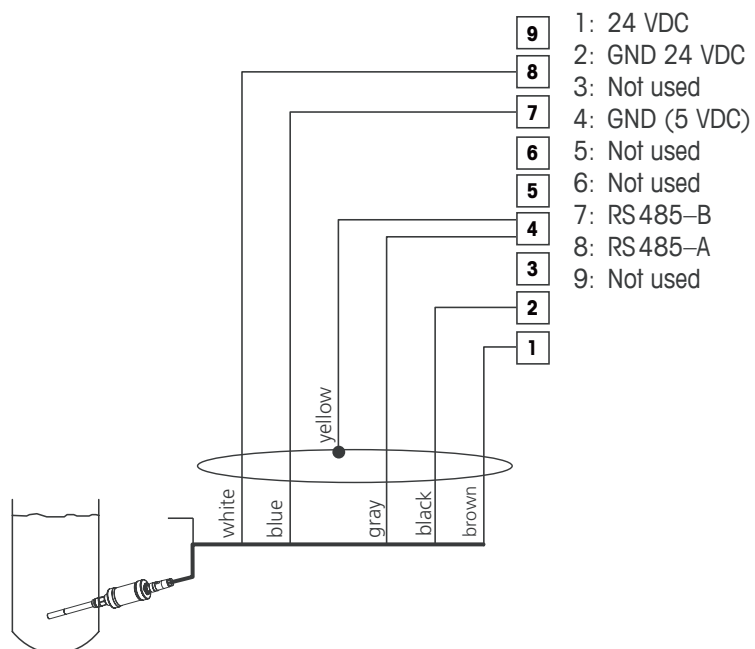 9
8
7
6
5
4
3
2
1
1: 24 VDC
2: GND 24 VDC
3: Not used
4: GND (5 VDC)
5: Not used
6: Not used
7: RS485–B
8: RS485–A
9: Not used
yellow
white
blue
gray
black
brown